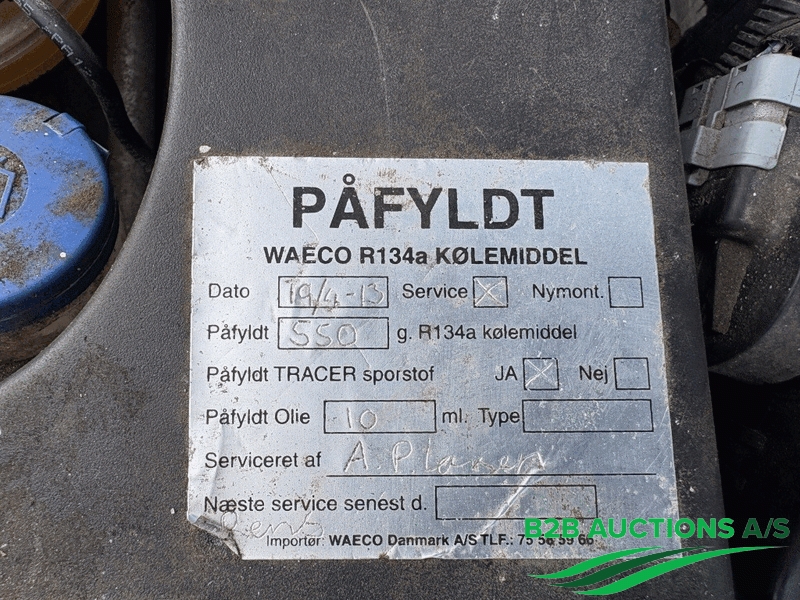 PÅFYLDT
WAECO R134a KØLEMIDDEL
Dato 19/4-13 Service X Nymont.
Påfyldt 550 g. R134a kølemiddel
Påfyldt TRACER sporstof JA X Nej
Påfyldt Olie 10 ml. Type
Serviceret af A.
Næste service senest d.
Importør: WAECO Danmark A/S TLF.: 75 58 59 66
B2B AUCTIONS A/S